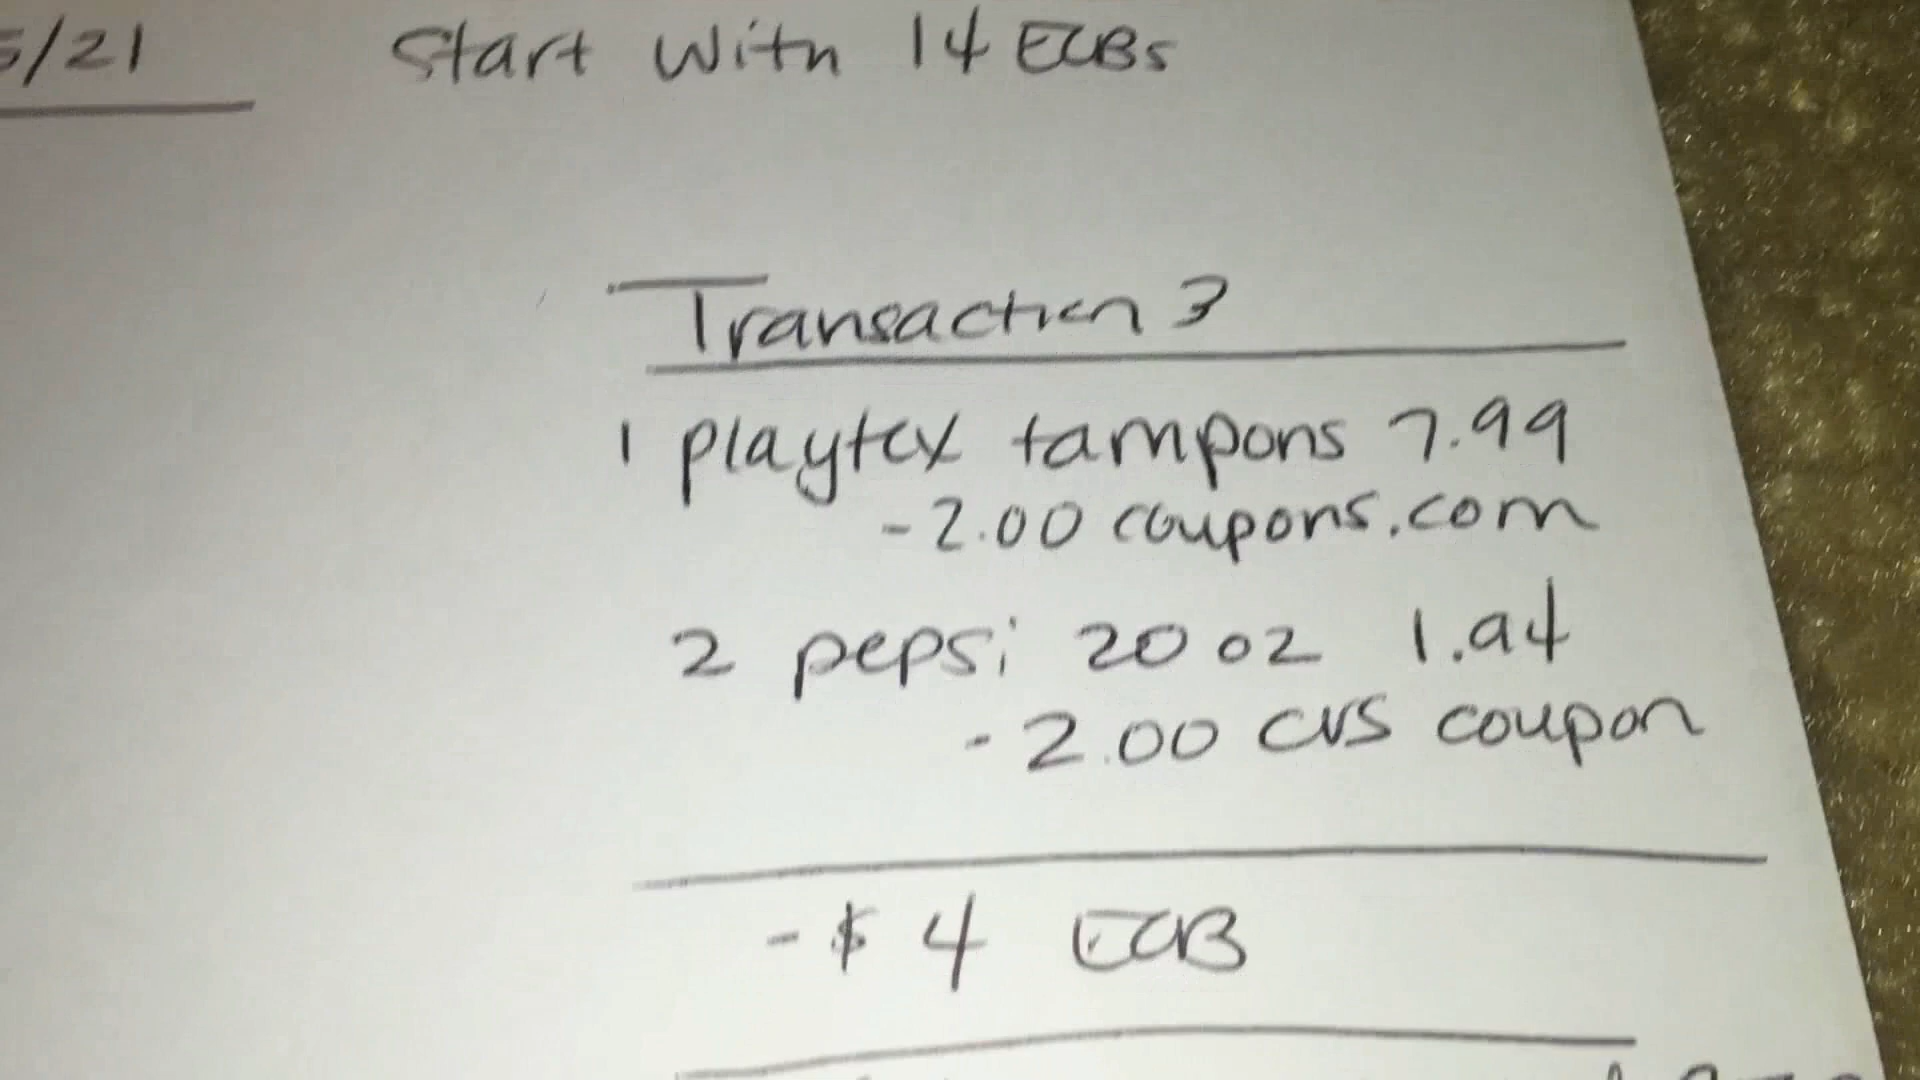 5/21 Start With 14 ECBs
Transaction 3
1 playtex tampons 7.99
-2.00 coupons.com
2 pepsi 20 oz 1.94
-2.00 CVS coupon
-$ 4 ECB